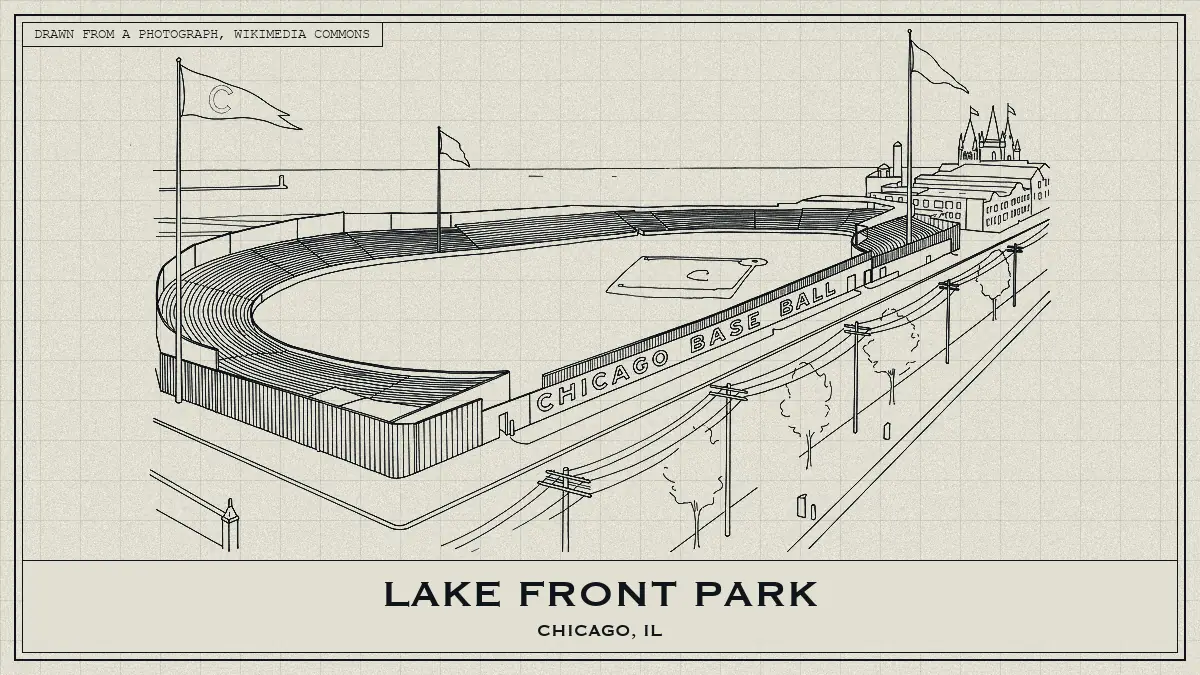 DRAWN FROM A PHOTOGRAPH, WIKIMEDIA COMMONS
C
CHICAGO BASE BALL
LAKE FRONT PARK
CHICAGO, IL